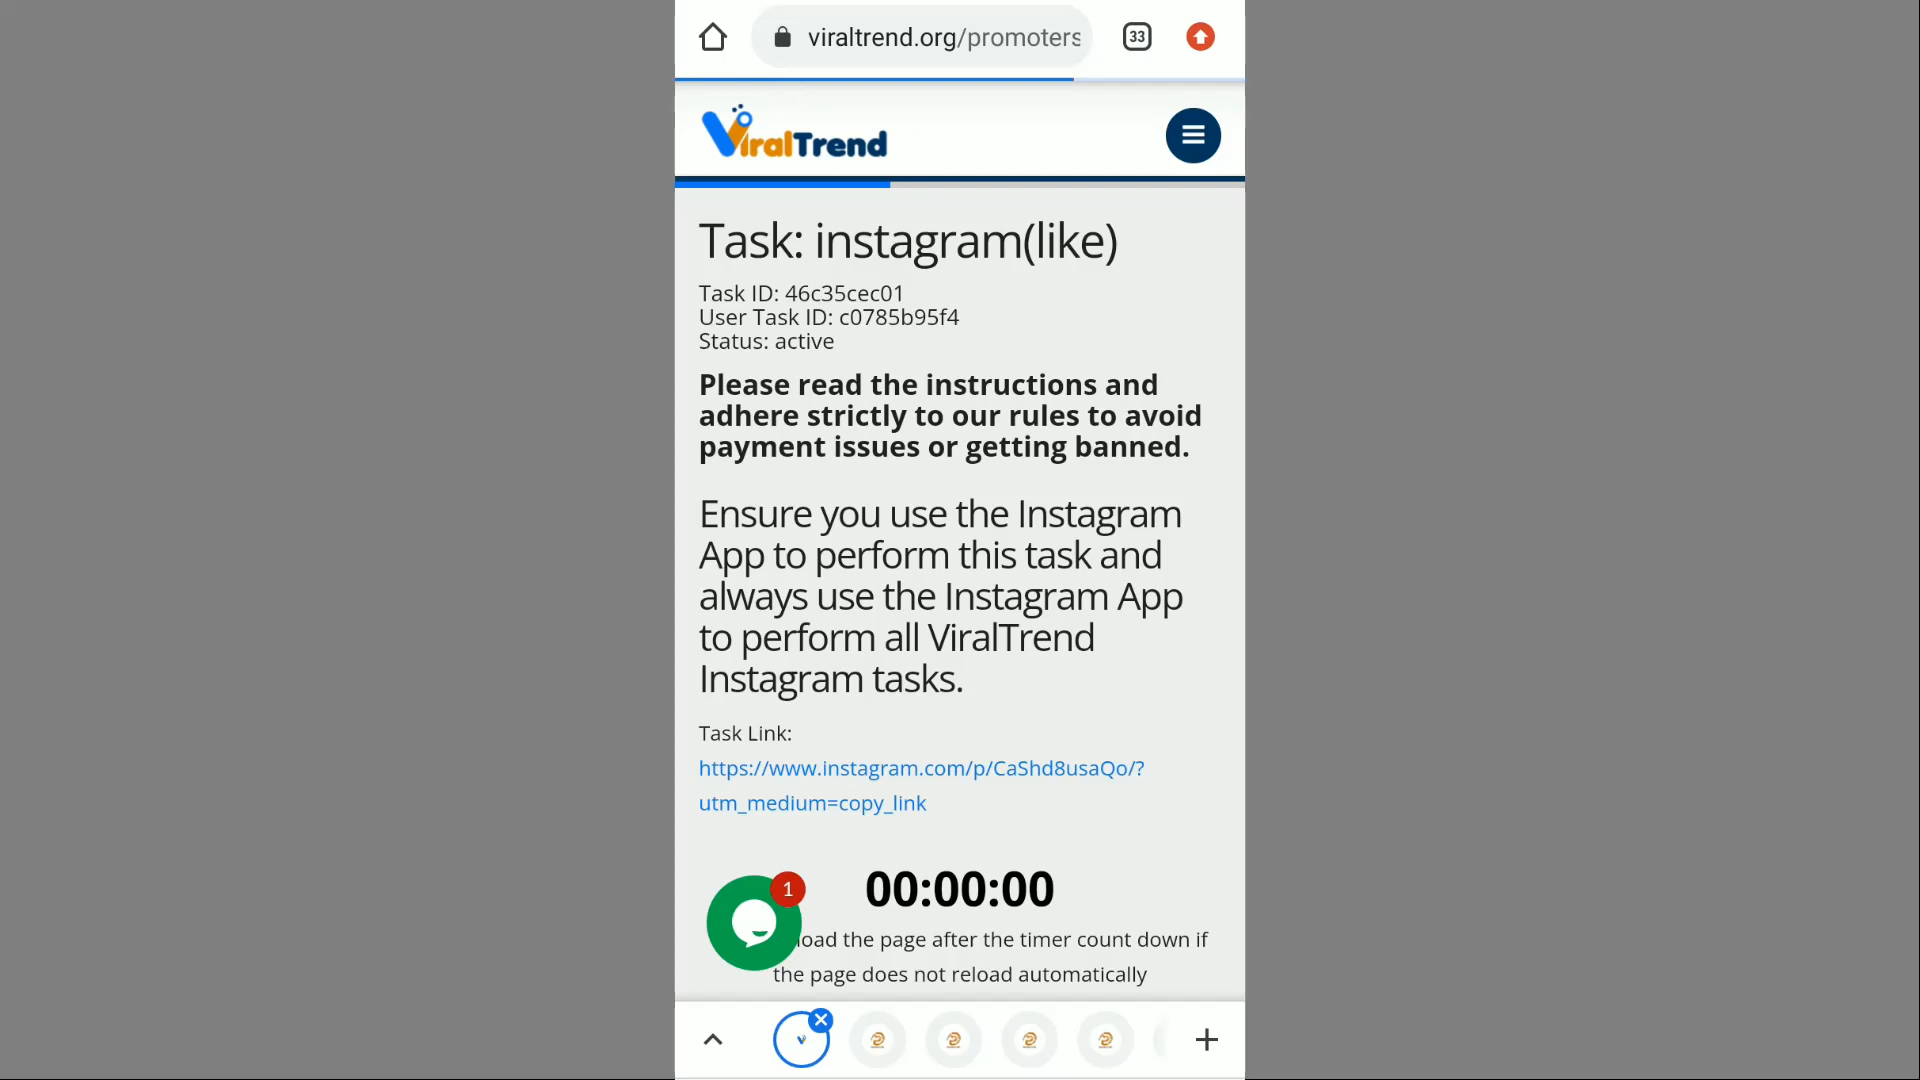 viraltrend.org/promoters
33
ViralTrend
Task: instagram(like)
Task ID: 46c35cec01
User Task ID: c0785b95f4
Status: active
Please read the instructions and
adhere strictly to our rules to avoid
payment issues or getting banned.
Ensure you use the Instagram
App to perform this task and
always use the Instagram App
to perform all ViralTrend
Instagram tasks.
Task Link:
https://www.instagram.com/p/CaShd8usaQo/?
utm_medium=copy_link
1
00:00:00
load the page after the timer count down if
the page does not reload automatically